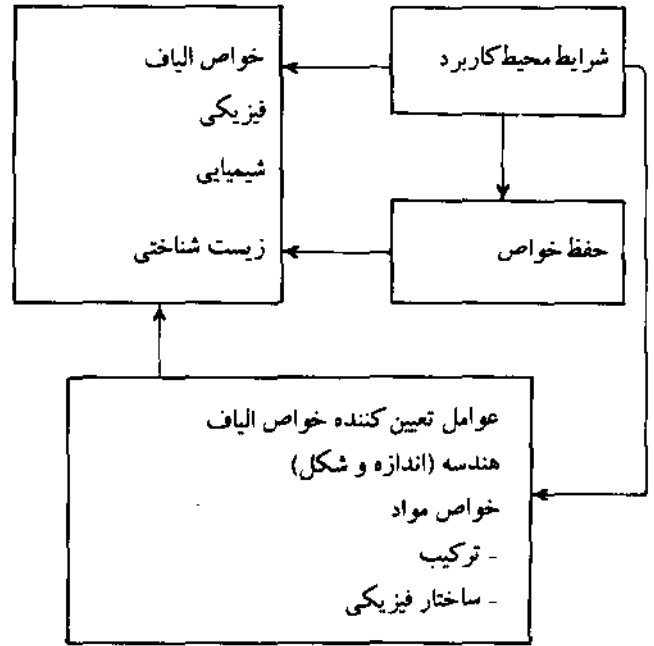 شرایط محیط کاربرد
خواص الیاف
فیزیکی
شیمیایی
زیست شناختی
حفظ خواص
عوامل تعیین کننده خواص الیاف
هندسه (اندازه و شکل)
خواص مواد
- ترکیب
- ساختار فیزیکی